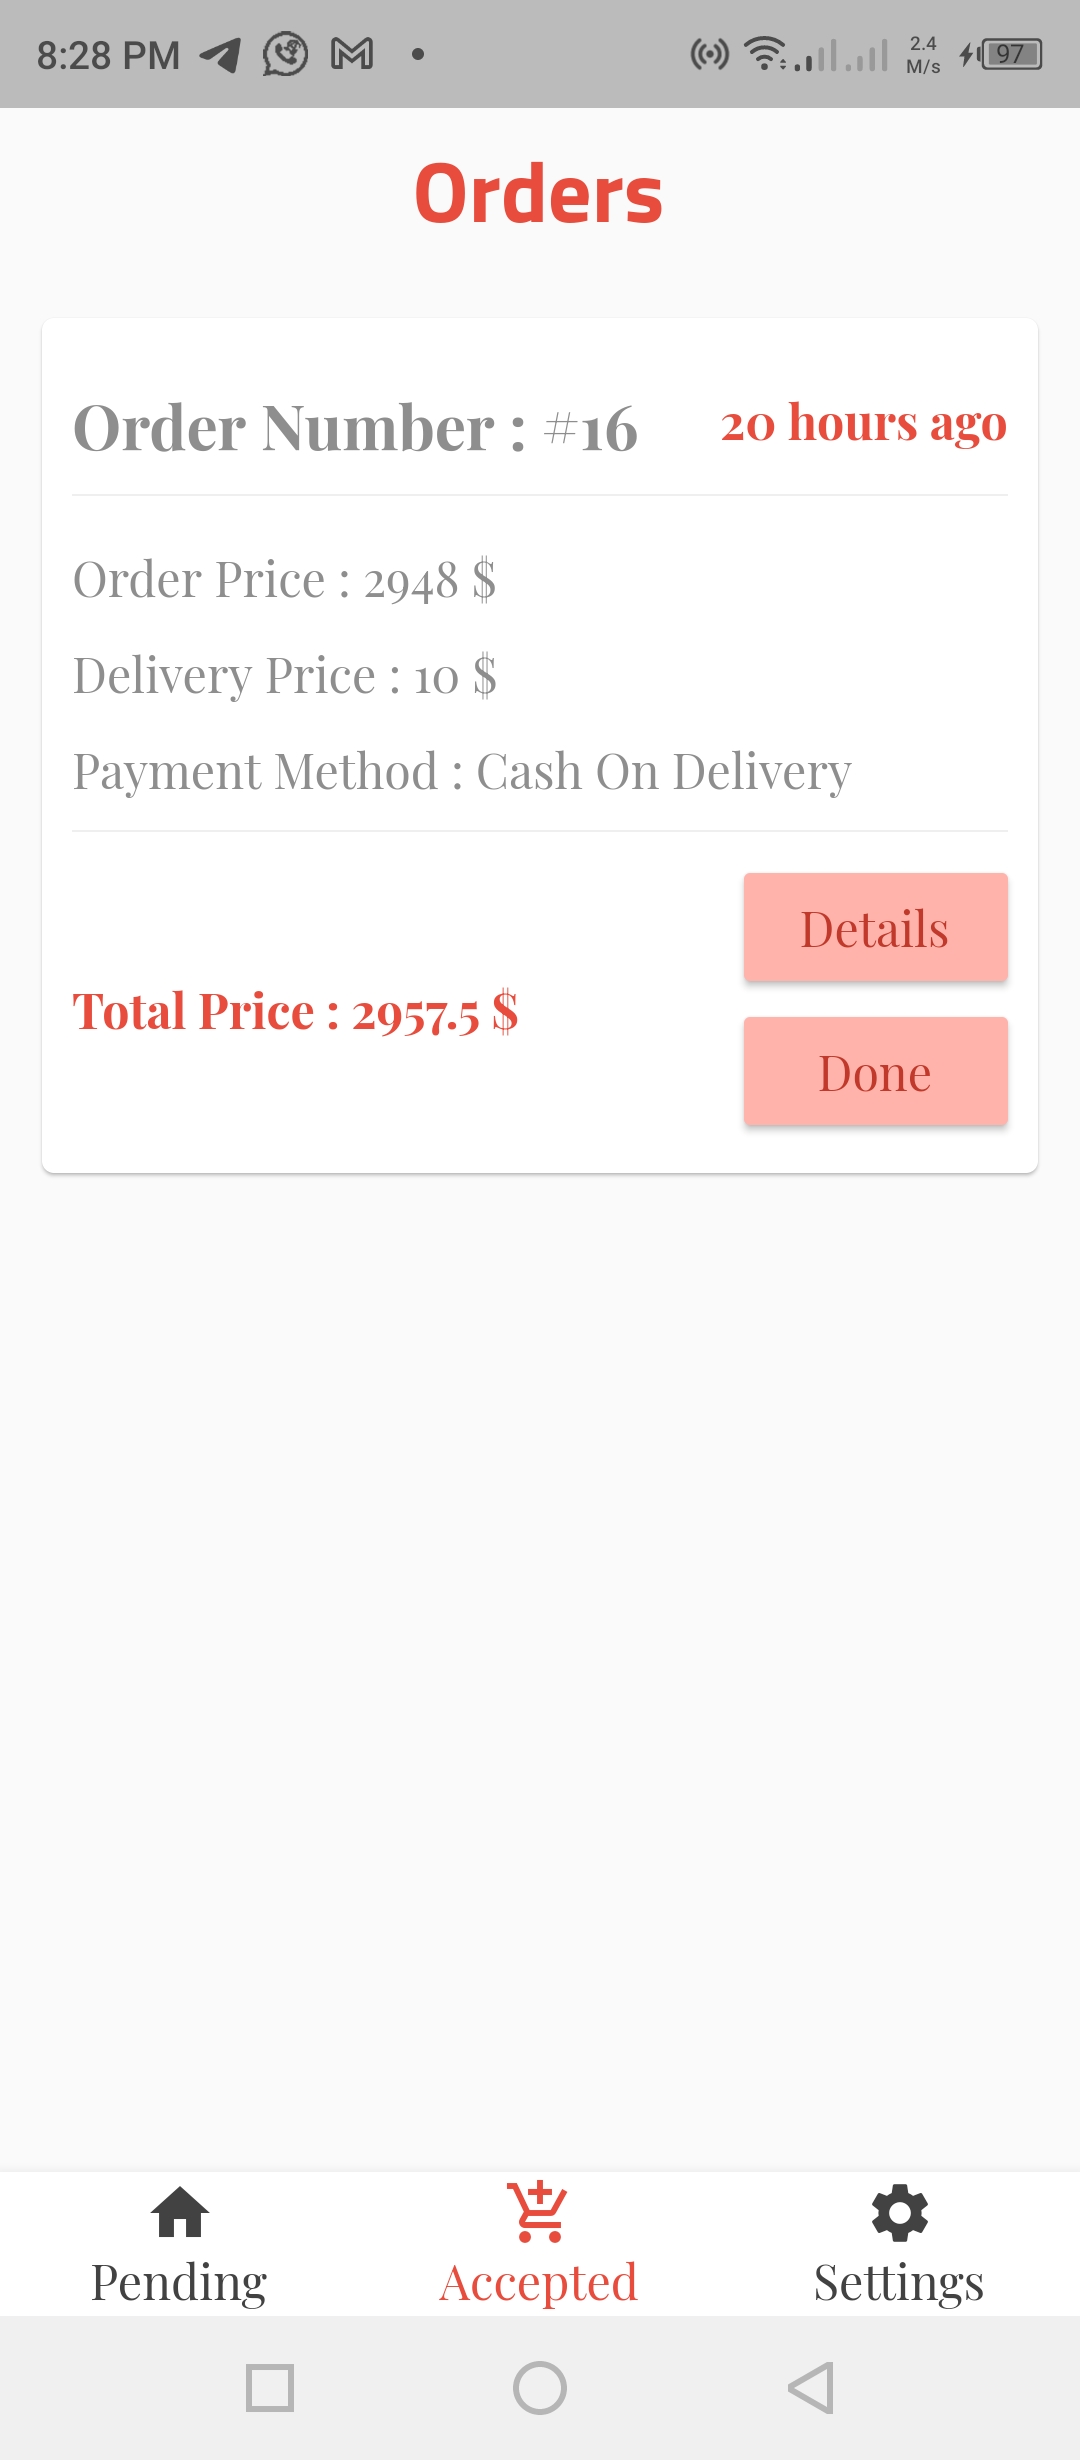 8:28 PM
2.4 M/s
97
Orders
Order Number : #16
20 hours ago
Order Price : 2948 $
Delivery Price : 10 $
Payment Method : Cash On Delivery
Details
Total Price : 2957.5 $
Done
Pending
Accepted
Settings